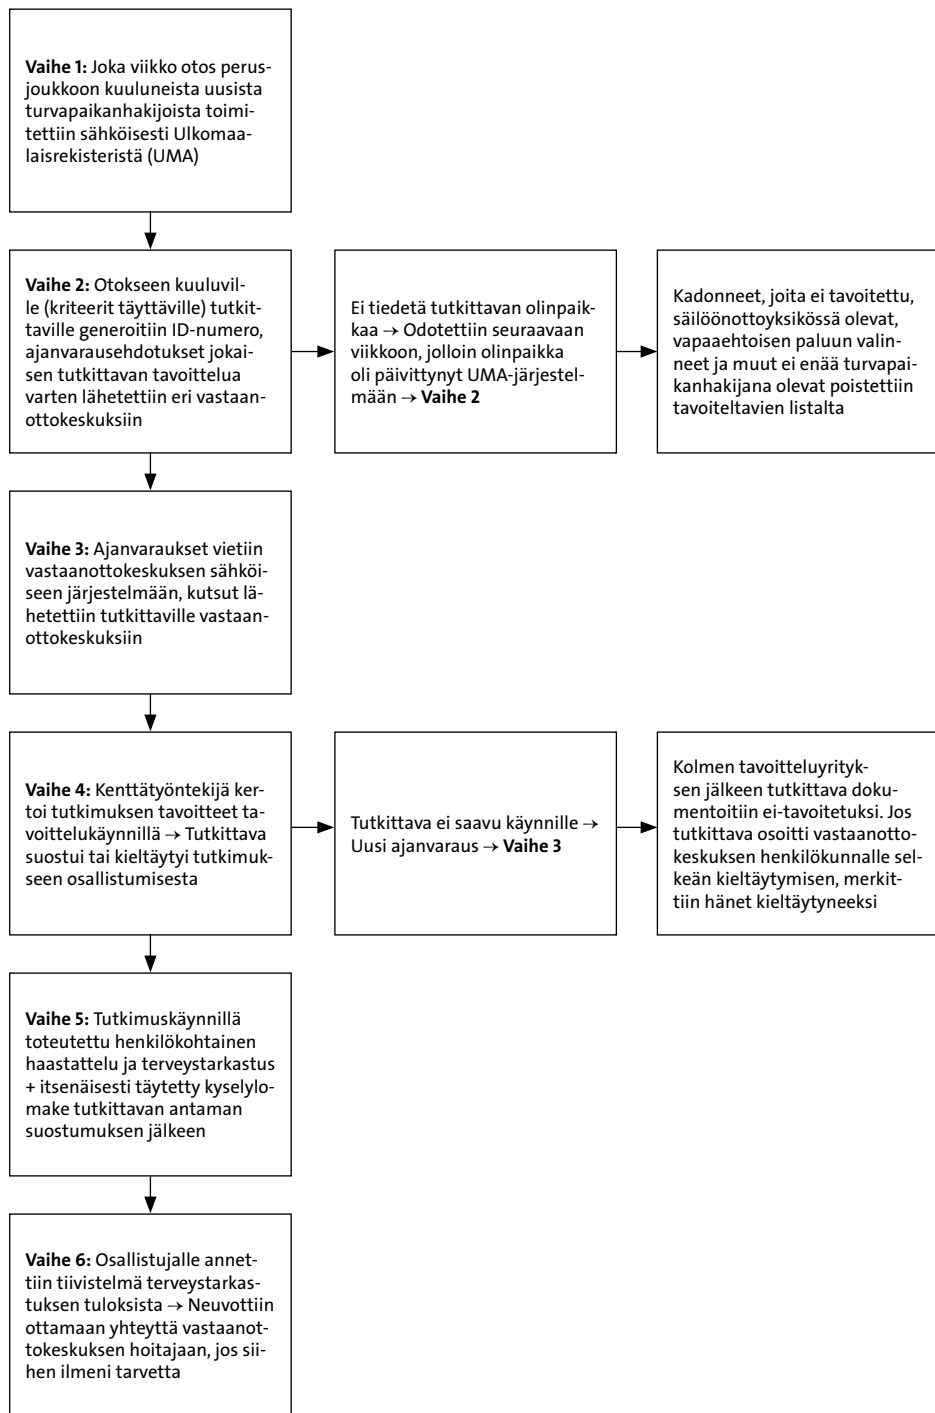 Vaihe 1: Joka viikko otos perus-
joukkoon kuuluneista uusista
turvapaikanhakijoista toimi-
tettiin sähköisesti Ulkomaa-
laisrekisteristä (UMA)
Vaihe 2: Otokseen kuuluvil-
le (kriteerit täyttäville) tutkit-
taville generoitiin ID-numero,
ajanvarausehdotukset jokai-
sen tutkittavan tavoittelua
varten lähetettiin eri vastaan-
ottokeskuksiin
Ei tiedetä tutkittavan olinpaik-
kaa → Odotettiin seuraavaan
viikkoon, jolloin olinpaikka
oli päivittynyt UMA-järjestel-
mään → Vaihe 2
Kadonneet, joita ei tavoitettu,
säilöönottoyksikössä olevat,
vapaaehtoisen paluun valin-
neet ja muut ei enää turvapai-
kanhakijana olevat poistettiin
tavoiteltavien listalta
Vaihe 3: Ajanvaraukset vietiin
vastaanottokeskuksen sähköi-
seen järjestelmään, kutsut lä-
hetettiin tutkittaville vastaan-
ottokeskuksiin
Vaihe 4: Kenttätyöntekijä ker-
toi tutkimuksen tavoitteet ta-
voittelukäynnillä → Tutkittava
suostui tai kieltäytyi tutkimuk-
seen osallistumisesta
Tutkittava ei saavu käynnille →
Uusi ajanvaraus → Vaihe 3
Kolmen tavoitteluyrityk-
sen jälkeen tutkittava doku-
mentoitiin ei-tavoitetuksi. Jos
tutkittava osoitti vastaanotto-
keskuksen henkilökunnalle sel-
keän kieltäytymisen, merkit-
tiin hänet kieltäytyneeksi
Vaihe 5: Tutkimuskäynnillä
toteutettu henkilökohtainen
haastattelu ja terveystarkastus
+ itsenäisesti täytetty kyselylo-
make tutkittavan antaman
suostumuksen jälkeen
Vaihe 6: Osallistujalle annet-
tiin tiivistelmä terveystarkas-
tuksen tuloksista → Neuvottiin
ottamaan yhteyttä vastaanot-
tokeskuksen hoitajaan, jos sii-
hen ilmeni tarvetta